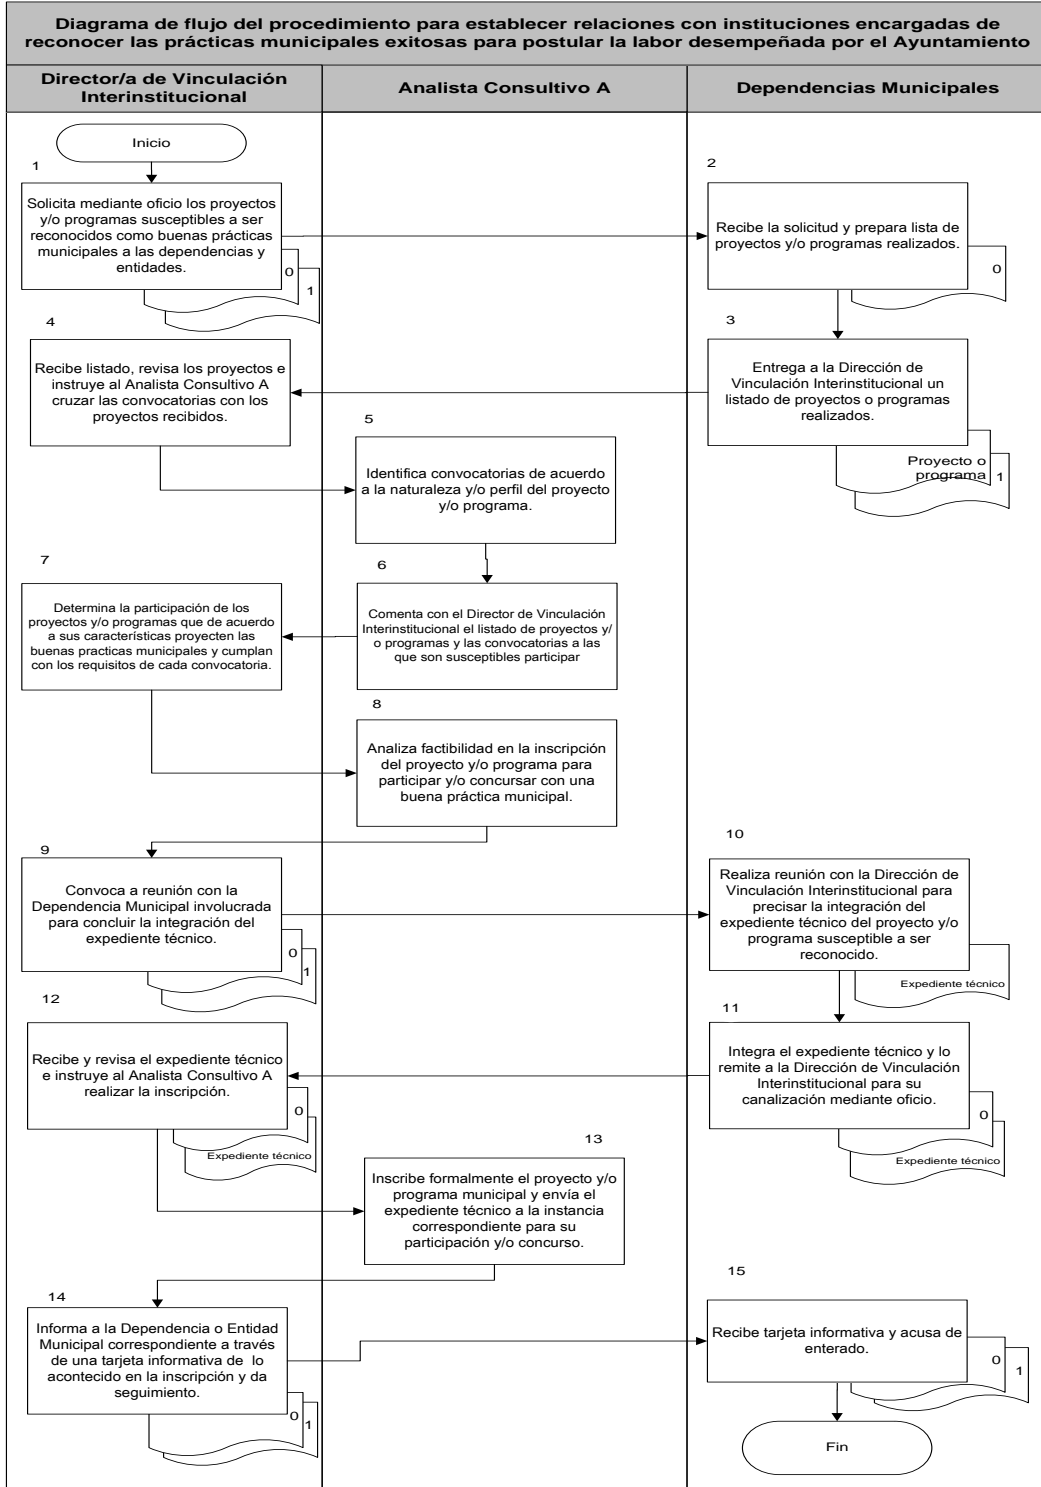 Diagrama de flujo del procedimiento para establecer relaciones con instituciones encargadas de
reconocer las prácticas municipales exitosas para postular la labor desempeñada por el Ayuntamiento
Director/a de Vinculación
Interinstitucional
Analista Consultivo A
Dependencias Municipales
Inicio
1
Solicita mediante oficio los proyectos
y/o programas susceptibles a ser
reconocidos como buenas prácticas
municipales a las dependencias y
entidades.
0
1
2
Recibe la solicitud y prepara lista de
proyectos y/o programas realizados.
0
3
Entrega a la Dirección de
Vinculación Interinstitucional un
listado de proyectos o programas
realizados.
Proyecto o
programa
1
4
Recibe listado, revisa los proyectos e
instruye al Analista Consultivo A
cruzar las convocatorias con los
proyectos recibidos.
5
Identifica convocatorias de acuerdo
a la naturaleza y/o perfil del proyecto
y/o programa.
6
Comenta con el Director de Vinculación
Interinstitucional el listado de proyectos y/
o programas y las convocatorias a las
que son susceptibles participar
7
Determina la participación de los
proyectos y/o programas que de acuerdo
a sus características proyecten las
buenas practicas municipales y cumplan
con los requisitos de cada convocatoria.
8
Analiza factibilidad en la inscripción
del proyecto y/o programa para
participar y/o concursar con una
buena práctica municipal.
9
Convoca a reunión con la
Dependencia Municipal involucrada
para concluir la integración del
expediente técnico.
0
1
10
Realiza reunión con la Dirección de
Vinculación Interinstitucional para
precisar la integración del
expediente técnico del proyecto y/o
programa susceptible a ser
reconocido.
Expediente técnico
11
Integra el expediente técnico y lo
remite a la Dirección de Vinculación
Interinstitucional para su
canalización mediante oficio.
0
Expediente técnico
12
Recibe y revisa el expediente técnico
e instruye al Analista Consultivo A
realizar la inscripción.
0
Expediente técnico
13
Inscribe formalmente el proyecto y/o
programa municipal y envía el
expediente técnico a la instancia
correspondiente para su
participación y/o concurso.
14
Informa a la Dependencia o Entidad
Municipal correspondiente a través
de una tarjeta informativa de lo
acontecido en la inscripción y da
seguimiento.
0
1
15
Recibe tarjeta informativa y acusa de
enterado.
0
1
Fin